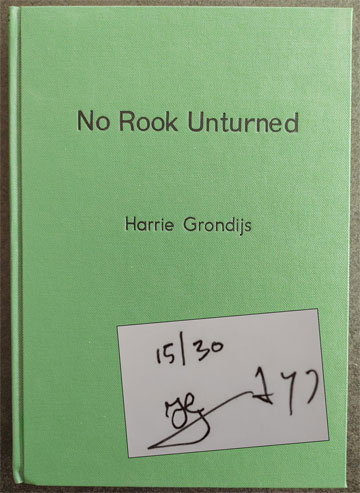 No Rook Unturned
Harrie Grondijs
15/30